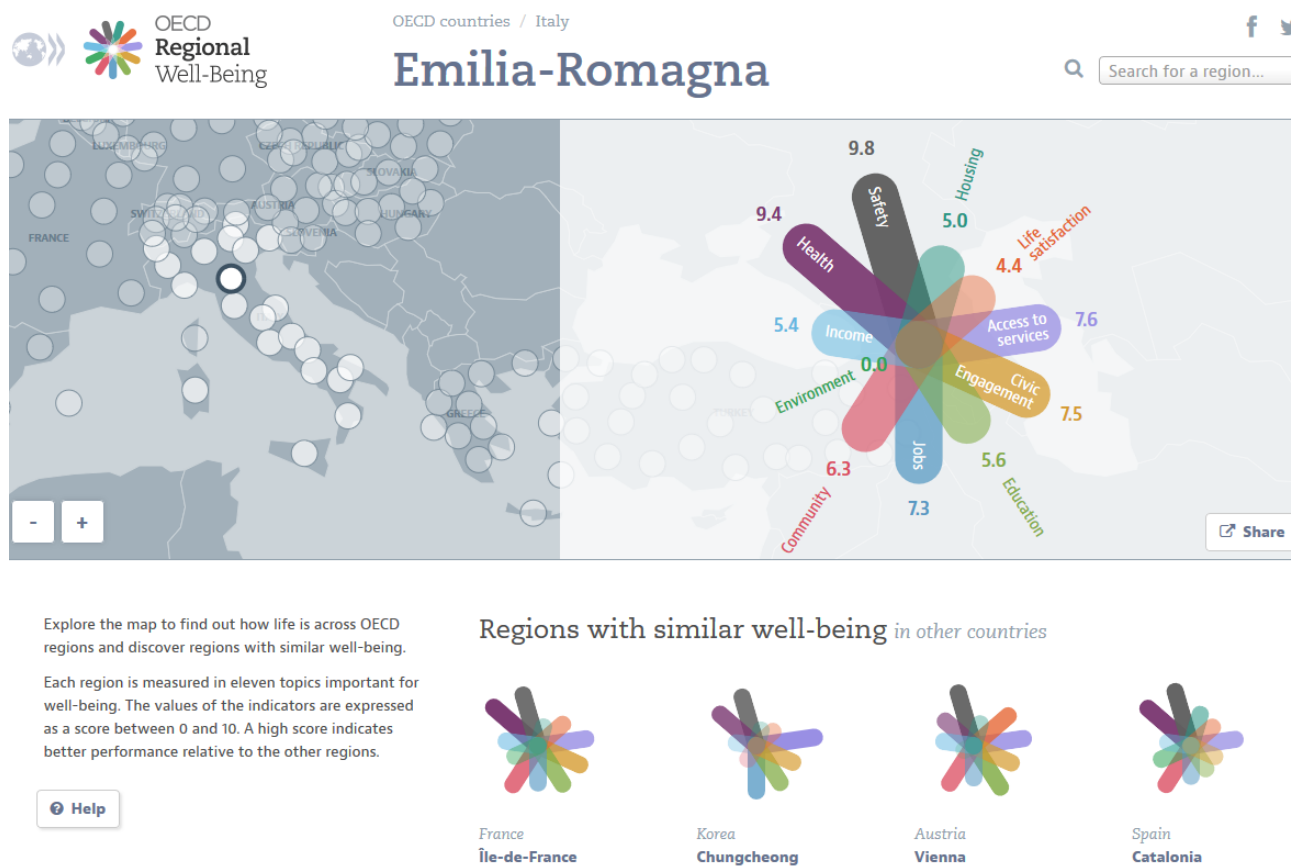 OECD
Regional
Well-Being
OECD countries / Italy
Emilia-Romagna
Search for a region...
LUXEMBOURG
CZECH REPUBLIC
SLOVAKIA
AUSTRIA
HUNGARY
SLOVENIA
FRANCE
GREECE
TURKEY
9.8
Safety
Housing
5.0
9.4
Health
Life
satisfaction
4.4
5.4
Income
Access to
services
7.6
Environment
0.0
Civic
Engagement
7.5
Community
6.3
Jobs
7.3
5.6
Education
-
+
Share
Explore the map to find out how life is across OECD
regions and discover regions with similar well-being.
Each region is measured in eleven topics important for
well-being. The values of the indicators are expressed
as a score between 0 and 10. A high score indicates
better performance relative to the other regions.
Help
Regions with similar well-being in other countries
France
Île-de-France
Korea
Chungcheong
Austria
Vienna
Spain
Catalonia